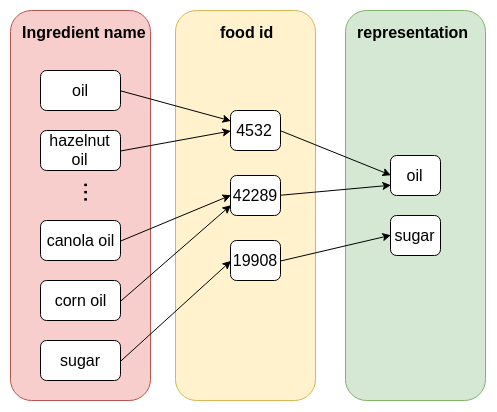 Ingredient name
food id
representation
oil
hazelnut
oil
⋮
canola oil
corn oil
sugar
4532
42289
19908
oil
sugar